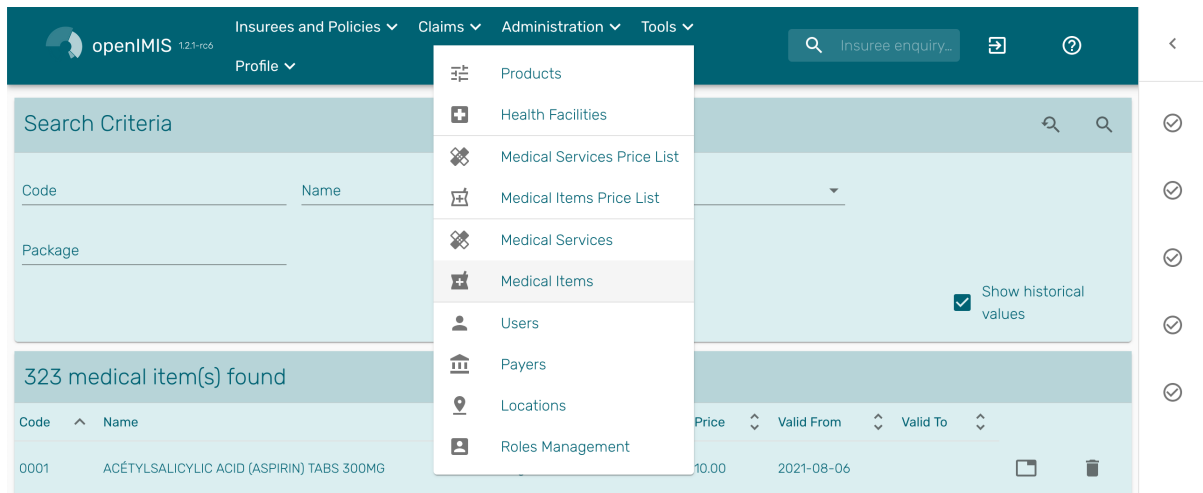 openIMIS 1.2.1-rc6
Insurees and Policies Claims Administration Tools
Profile
Insuree enquiry...
Products
Health Facilities
Medical Services Price List
Medical Items Price List
Medical Services
Medical Items
Users
Payers
Locations
Roles Management
Search Criteria
Code Name
Package
Show historical
values
323 medical item(s) found
Code Name Price Valid From Valid To
0001 ACÉTYLSALICYLIC ACID (ASPIRIN) TABS 300MG 10.00 2021-08-06